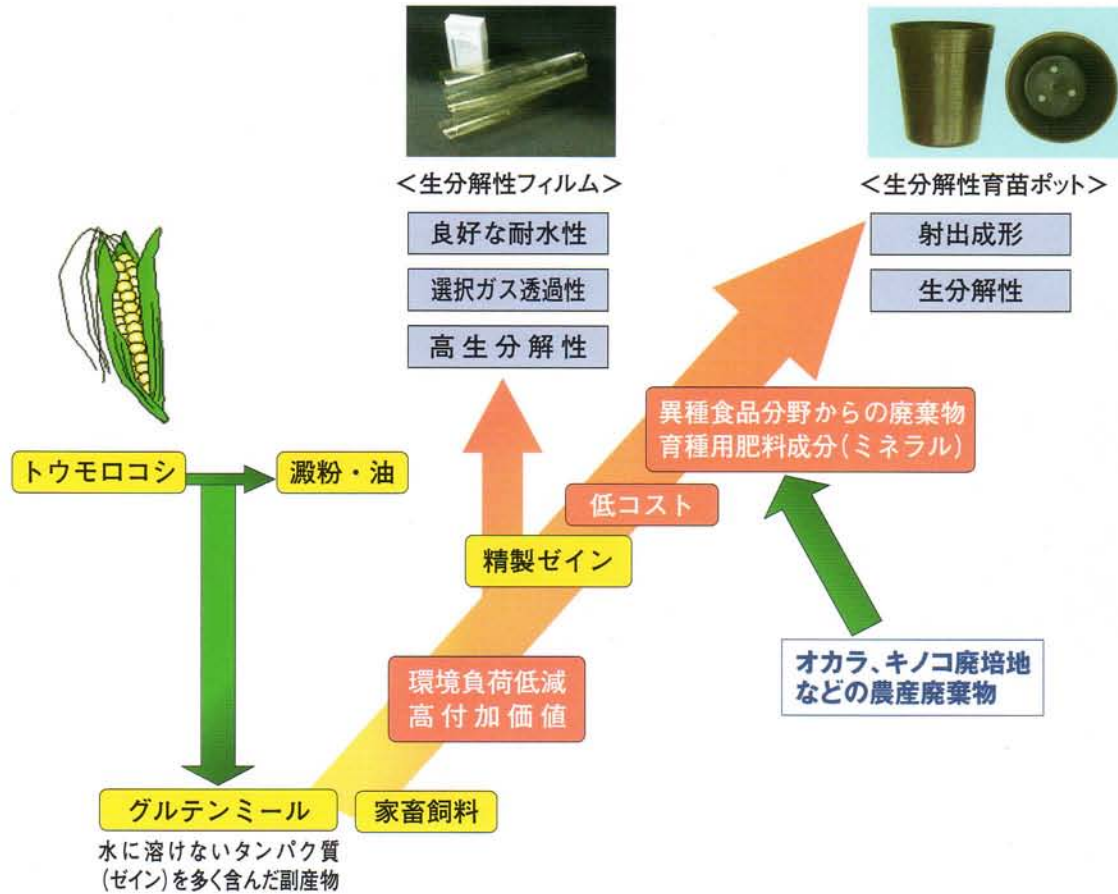 ＜生分解性フィルム＞
良好な耐水性
選択ガス透過性
高生分解性
＜生分解性育苗ポット＞
射出成形
生分解性
異種食品分野からの廃棄物
育種用肥料成分(ミネラル)
トウモロコシ
澱粉・油
低コスト
精製ゼイン
オカラ、キノコ廃培地
などの農産廃棄物
環境負荷低減
高付加価値
グルテンミール
家畜飼料
水に溶けないタンパク質
(ゼイン)を多く含んだ副産物